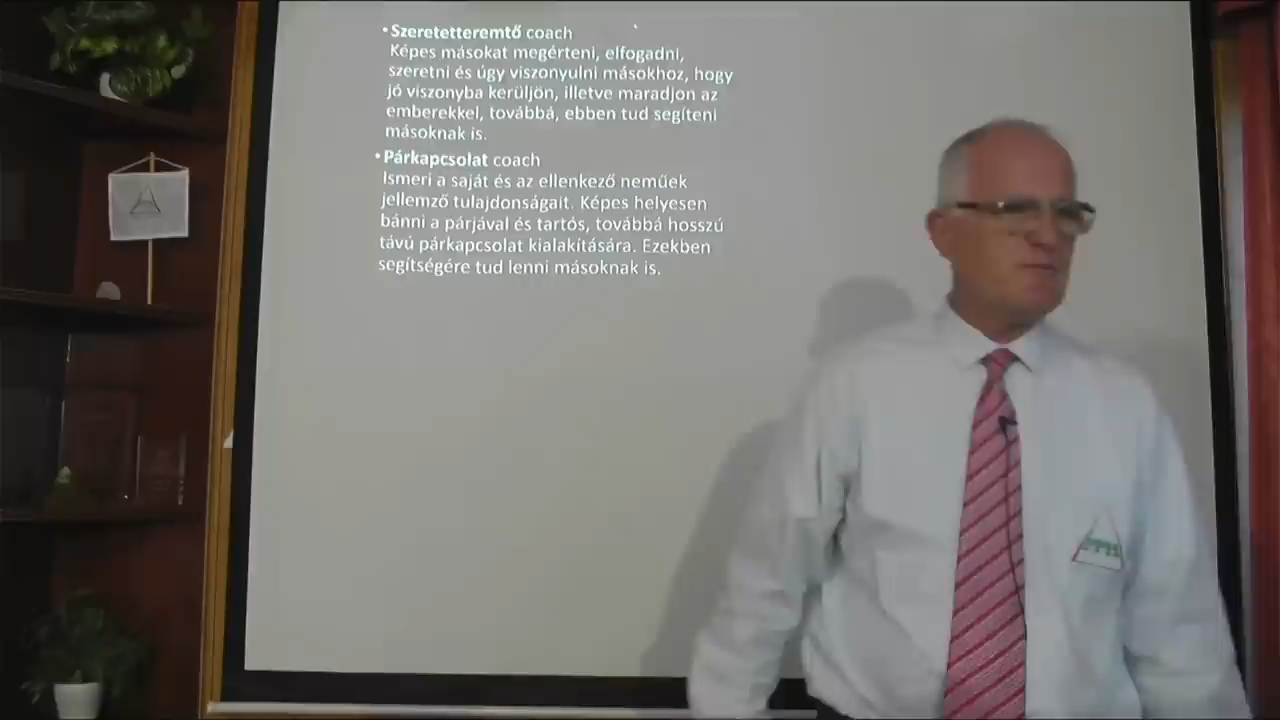 • Szeretetteremtő coach
Képes másokat megérteni, elfogadni,
szeretni és úgy viszonyulni másokhoz, hogy
jó viszonyba kerüljön, illetve maradjon az
emberekkel, továbbá, ebben tud segíteni
másoknak is.
• Párkapcsolat coach
Ismeri a saját és az ellenkező neműek
jellemző tulajdonságait. Képes helyesen
bánni a párjával és tartós, továbbá hosszú
távú párkapcsolat kialakítására. Ezekben
segítségére tud lenni másoknak is.